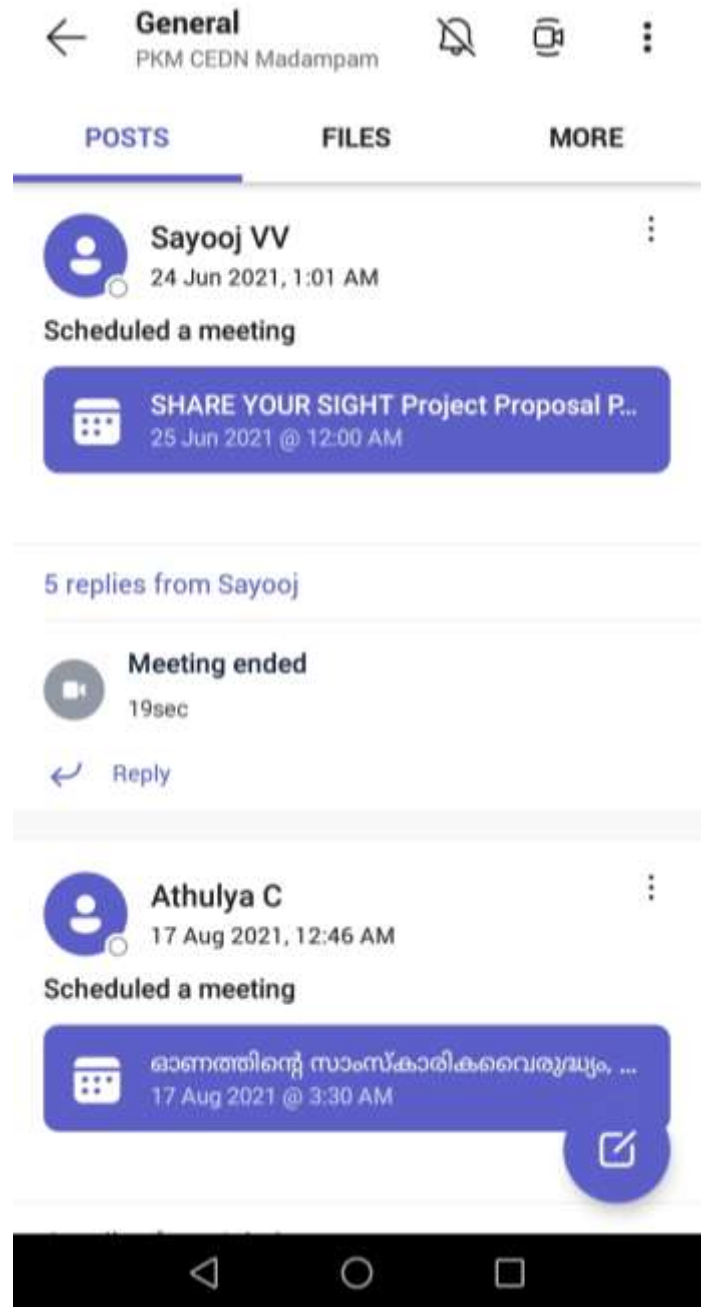 General
PKM CEDN Madampam
POSTS FILES MORE
Sayooj VV
24 Jun 2021, 1:01 AM
Scheduled a meeting
SHARE YOUR SIGHT Project Proposal P...
25 Jun 2021 @ 12:00 AM
5 replies from Sayooj
Meeting ended
19sec
Reply
Athulya C
17 Aug 2021, 12:46 AM
Scheduled a meeting
ഓണത്തിന്റെ സാംസ്കാരികവൈരുദ്ധ്യം, ...
17 Aug 2021 @ 3:30 AM